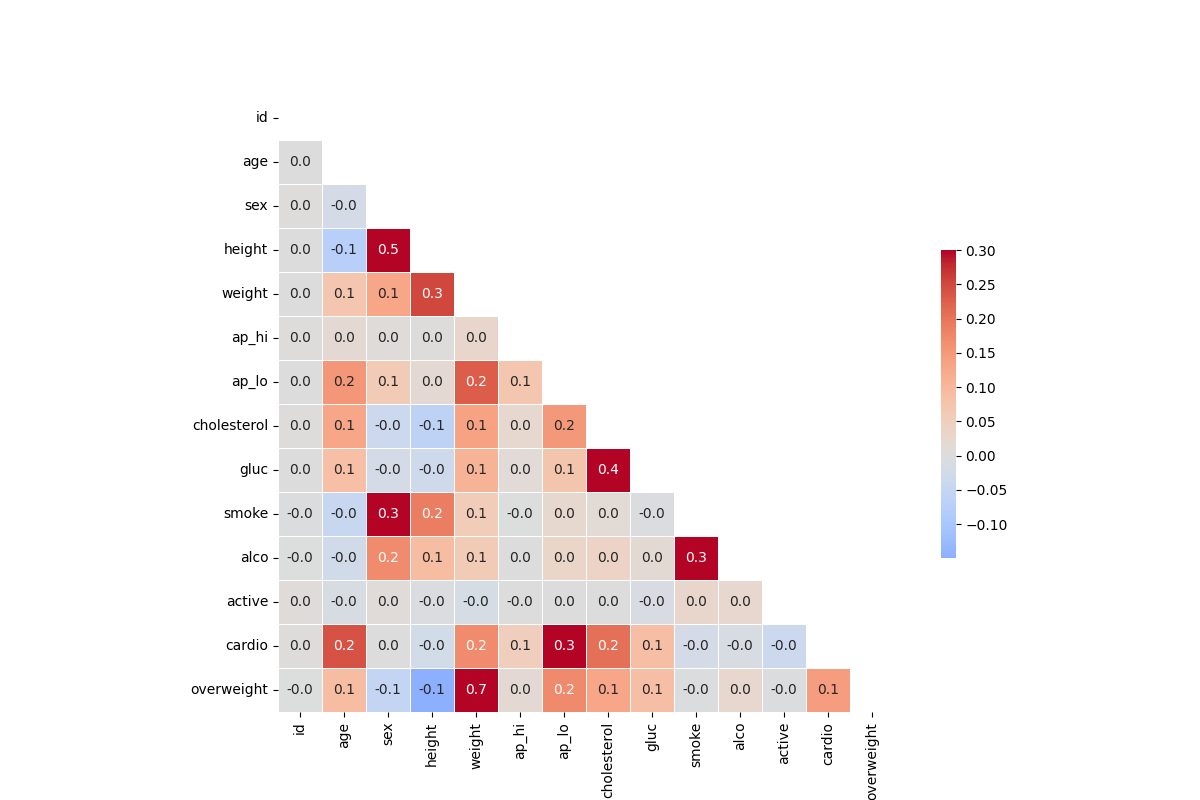 id
age 0.0
sex 0.0 -0.0
height 0.0 -0.1 0.5
weight 0.0 0.1 0.1 0.3
ap_hi 0.0 0.0 0.0 0.0 0.0
ap_lo 0.0 0.2 0.1 0.0 0.2 0.1
cholesterol 0.0 0.1 -0.0 -0.1 0.1 0.0 0.2
gluc 0.0 0.1 -0.0 -0.0 0.1 0.0 0.1 0.4
smoke -0.0 -0.0 0.3 0.2 0.1 -0.0 0.0 0.0 -0.0
alco -0.0 -0.0 0.2 0.1 0.1 0.0 0.0 0.0 0.0 0.3
active 0.0 -0.0 0.0 -0.0 -0.0 -0.0 0.0 0.0 -0.0 0.0 0.0
cardio 0.0 0.2 0.0 -0.0 0.2 0.1 0.3 0.2 0.1 -0.0 -0.0 -0.0
overweight -0.0 0.1 -0.1 -0.1 0.7 0.0 0.2 0.1 0.1 -0.0 0.0 -0.0 0.1
id age sex height weight ap_hi ap_lo cholesterol gluc smoke alco active cardio overweight
0.30
0.25
0.20
0.15
0.10
0.05
0.00
−0.05
−0.10